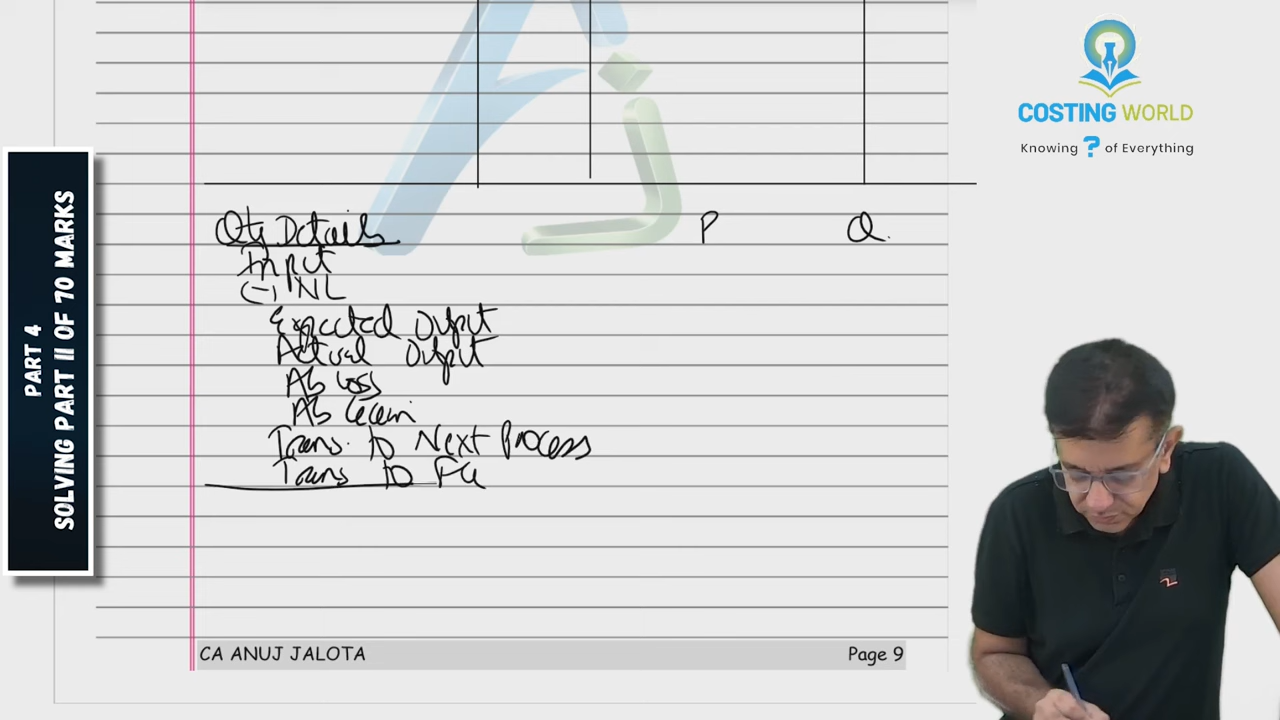 COSTING WORLD
Knowing ? of Everything
PART 4
SOLVING PART II OF 70 MARKS
Qty Details P Q.
Input
(-) NL
Expected Output
Actual Output
Ab Loss
Ab Gain
Trans. to Next Process
Trans to FG
CA ANUJ JALOTA Page 9